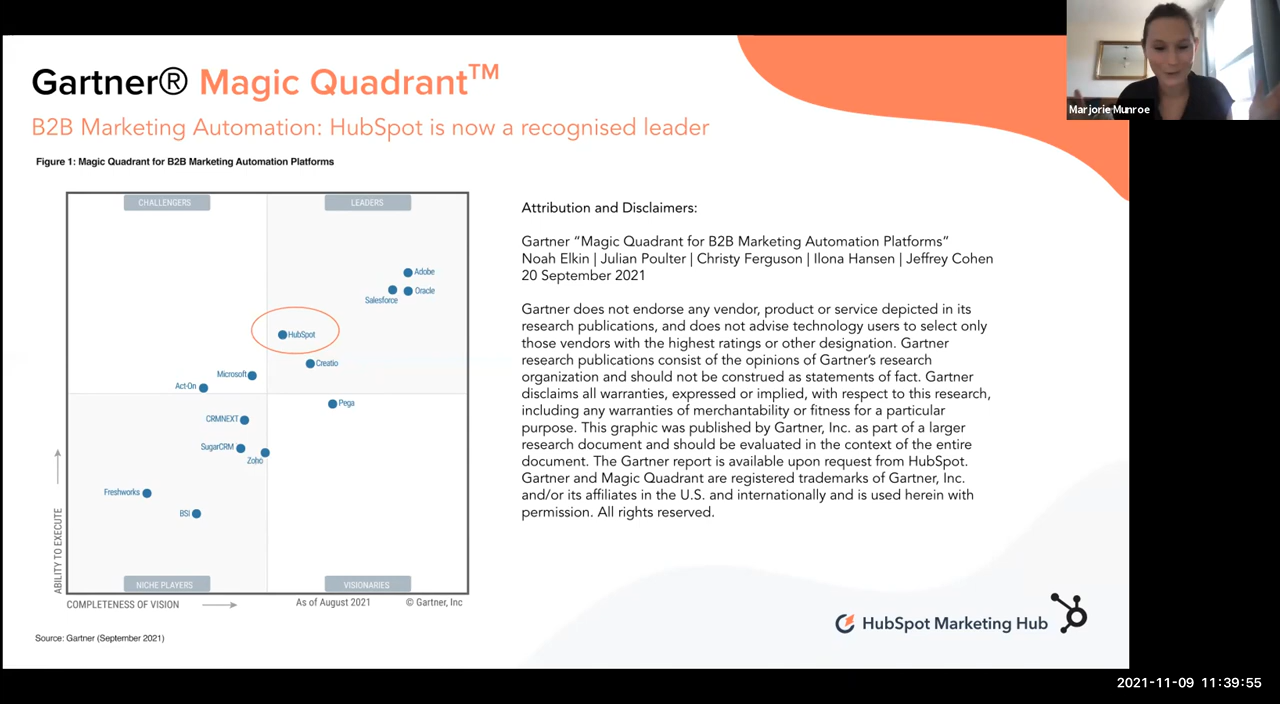 Gartner® Magic Quadrant™
B2B Marketing Automation: HubSpot is now a recognised leader
Figure 1: Magic Quadrant for B2B Marketing Automation Platforms
CHALLENGERS
LEADERS
Adobe
Oracle
Salesforce
HubSpot
Creatio
Microsoft
Act-On
Pega
CRMNEXT
SugarCRM
Zoho
Freshworks
BSI
NICHE PLAYERS
VISIONARIES
ABILITY TO EXECUTE
COMPLETENESS OF VISION
As of August 2021
© Gartner, Inc
Source: Gartner (September 2021)
Attribution and Disclaimers:
Gartner “Magic Quadrant for B2B Marketing Automation Platforms”
Noah Elkin | Julian Poulter | Christy Ferguson | Ilona Hansen | Jeffrey Cohen
20 September 2021
Gartner does not endorse any vendor, product or service depicted in its
research publications, and does not advise technology users to select only
those vendors with the highest ratings or other designation. Gartner
research publications consist of the opinions of Gartner’s research
organization and should not be construed as statements of fact. Gartner
disclaims all warranties, expressed or implied, with respect to this research,
including any warranties of merchantability or fitness for a particular
purpose. This graphic was published by Gartner, Inc. as part of a larger
research document and should be evaluated in the context of the entire
document. The Gartner report is available upon request from HubSpot.
Gartner and Magic Quadrant are registered trademarks of Gartner, Inc.
and/or its affiliates in the U.S. and internationally and is used herein with
permission. All rights reserved.
HubSpot Marketing Hub
Marjorie Munroe
2021-11-09 11:39:55